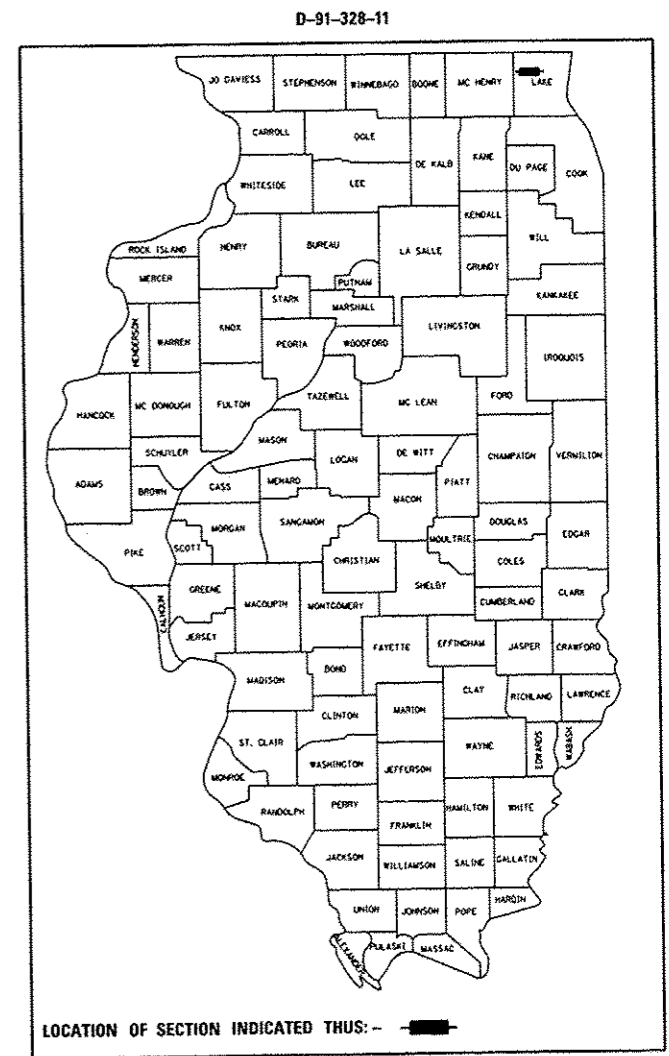 D-91-328-11
JO DAVIESS
STEPHENSON
WINNEBAGO
BOONE
MC HENRY
LAKE
CARROLL
OGLE
DE KALB
KANE
DU PAGE
COOK
WHITESIDE
LEE
KENDALL
WILL
ROCK ISLAND
HENRY
BUREAU
LA SALLE
GRUNDY
MERCER
PUTNAM
KANKAKEE
STARK
MARSHALL
HENDERSON
WARREN
KNOX
PEORIA
WOODFORD
LIVINGSTON
IROQUOIS
HANCOCK
MC DONOUGH
FULTON
TAZEWELL
MC LEAN
FORD
SCHUYLER
MASON
LOGAN
DE WITT
CHAMPAIGN
VERMILION
ADAMS
BROWN
CASS
MENARD
MACON
PIATT
MORGAN
SANGAMON
DOUGLAS
EDGAR
PIKE
SCOTT
CHRISTIAN
MOULTRIE
COLES
SHELBY
CALHOUN
GREENE
MACOUPIN
MONTGOMERY
CUMBERLAND
CLARK
JERSEY
FAYETTE
EFFINGHAM
JASPER
CRAWFORD
MADISON
BOND
CLAY
RICHLAND
LAWRENCE
CLINTON
MARION
ST. CLAIR
WAYNE
EDWARDS
WABASH
WASHINGTON
JEFFERSON
MONROE
RANDOLPH
PERRY
HAMILTON
WHITE
FRANKLIN
JACKSON
WILLIAMSON
SALINE
GALLATIN
UNION
JOHNSON
POPE
HARDIN
ALEXANDER
PULASKI
MASSAC
LOCATION OF SECTION INDICATED THUS: -